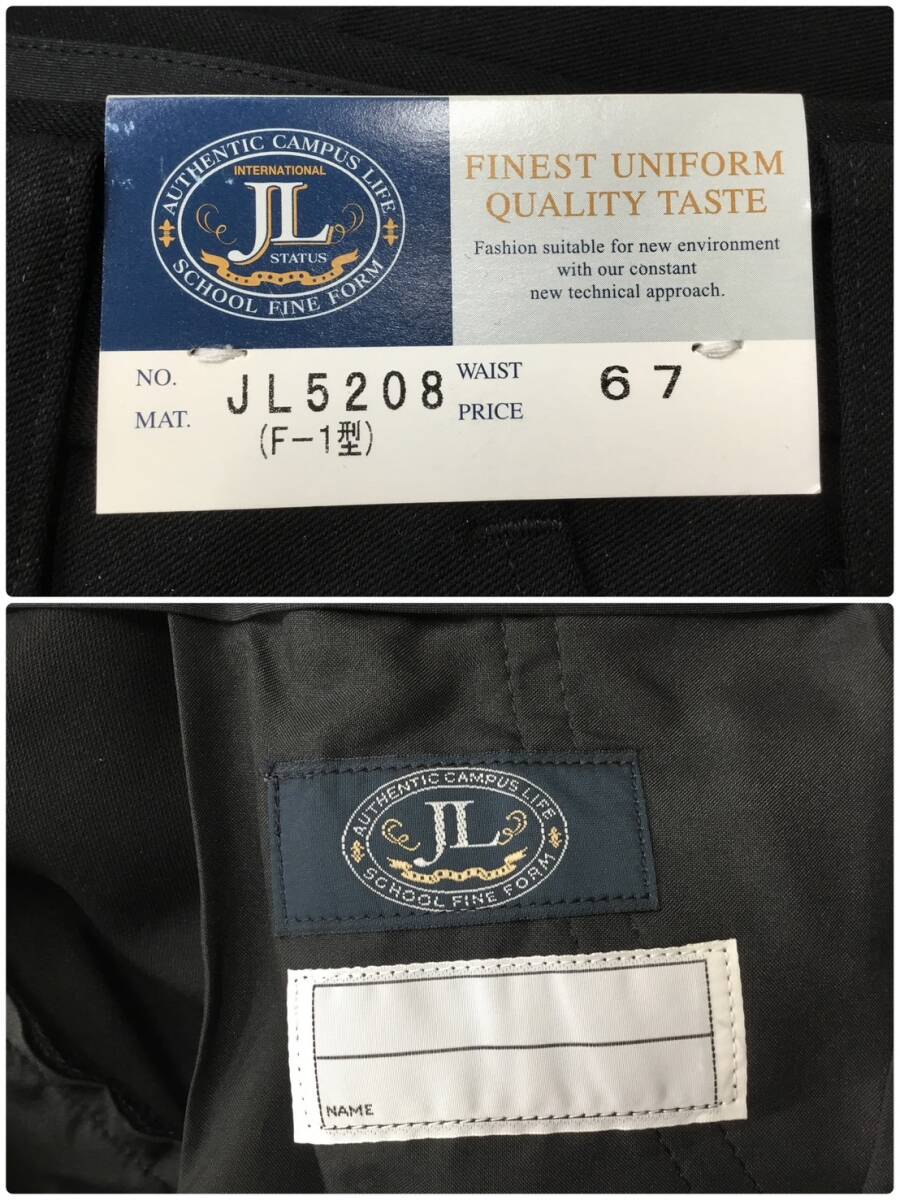 AUTHENTIC CAMPUS LIFE
INTERNATIONAL
JL
STATUS
SCHOOL FINE FORM
FINEST UNIFORM
QUALITY TASTE
Fashion suitable for new environment
with our constant
new technical approach.
NO.
MAT.
JL5208
(F-1型)
WAIST
PRICE
67
AUTHENTIC CAMPUS LIFE
JL
SCHOOL FINE FORM
NAME